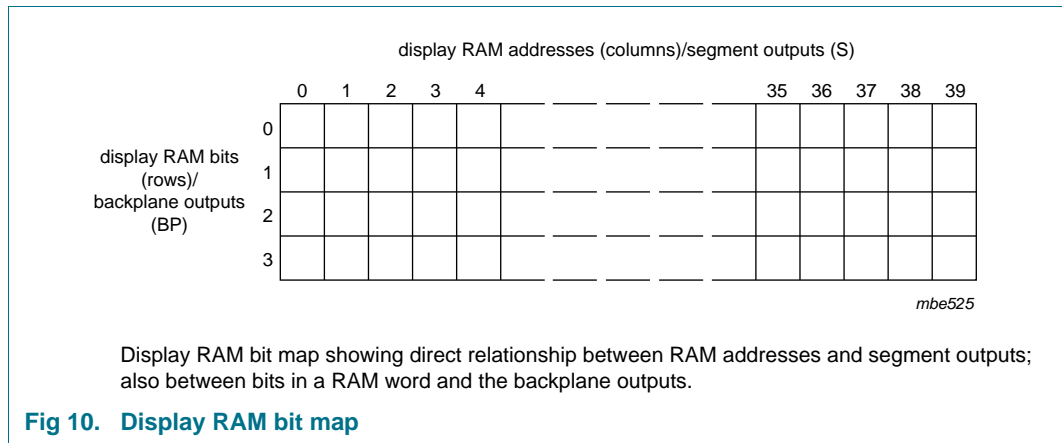 display RAM addresses (columns)/segment outputs (S)
0 1 2 3 4 35 36 37 38 39
0
display RAM bits
(rows)/
backplane outputs
(BP)
1
2
3
mbe525
Display RAM bit map showing direct relationship between RAM addresses and segment outputs;
also between bits in a RAM word and the backplane outputs.
Fig 10. Display RAM bit map